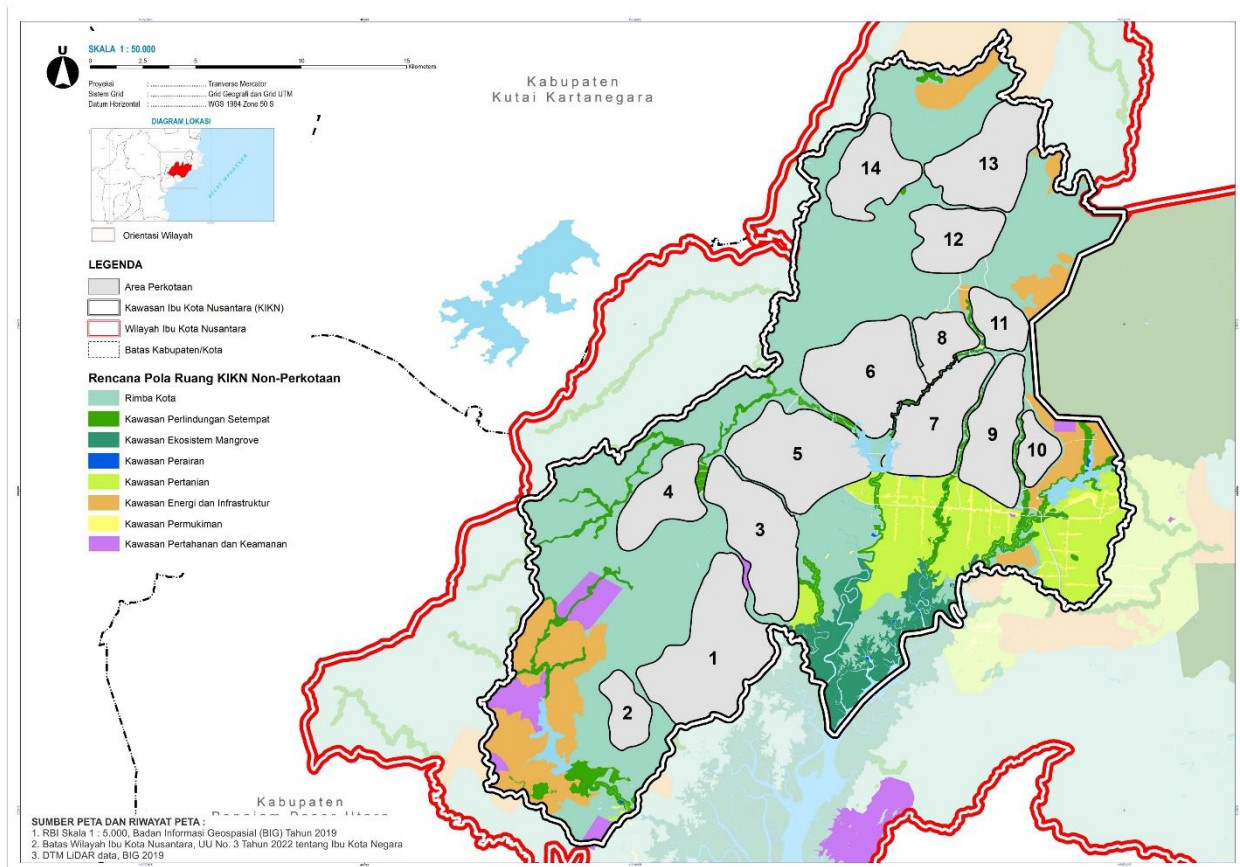 SKALA 1 : 50.000
U
0 5 10 15
Kilometers
Proyeksi : Tranverse Mercator
Sistem Grid : Grid Geografi dan Grid UTM
Datum Horizontal : WGS 1984 Zone 50 S
DIAGRAM LOKASI
SELAT MAKASSAR
Orientasi Wilayah
LEGENDA
Area Perkotaan
Kawasan Ibu Kota Nusantara (KIKN)
Wilayah Ibu Kota Nusantara
Batas Kabupaten/Kota
Rencana Pola Ruang KIKN Non-Perkotaan
Rimba Kota
Kawasan Perlindungan Setempat
Kawasan Ekosistem Mangrove
Kawasan Perairan
Kawasan Pertanian
Kawasan Energi dan Infrastruktur
Kawasan Permukiman
Kawasan Pertahanan dan Keamanan
Kabupaten
Kutai Kartanegara
14
13
12
11
8
6
7
9
10
5
4
3
1
2
Kabupaten
SUMBER PETA DAN RIWAYAT PETA :
1. RBI Skala 1 : 5.000, Badan Informasi Geospasial (BIG) Tahun 2019
2. Batas Wilayah Ibu Kota Nusantara, UU No. 3 Tahun 2022 tentang Ibu Kota Negara
3. DTM LiDAR data, BIG 2019